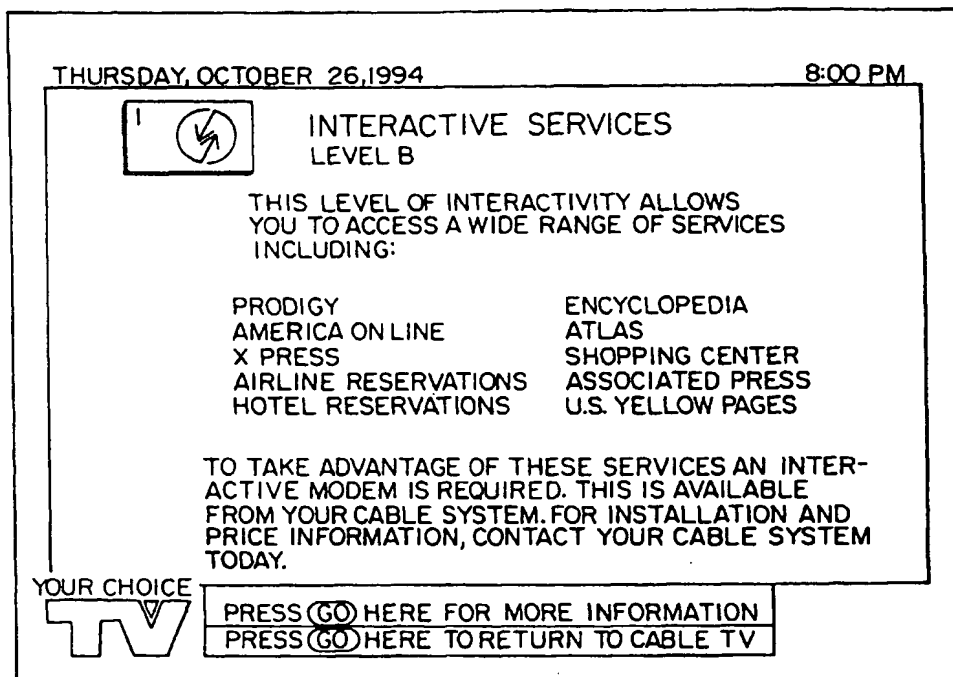 THURSDAY, OCTOBER 26,1994 8:00 PM
1
INTERACTIVE SERVICES
LEVEL B
THIS LEVEL OF INTERACTIVITY ALLOWS
YOU TO ACCESS A WIDE RANGE OF SERVICES
INCLUDING:
PRODIGY ENCYCLOPEDIA
AMERICA ON LINE ATLAS
X PRESS SHOPPING CENTER
AIRLINE RESERVATIONS ASSOCIATED PRESS
HOTEL RESERVATIONS U.S. YELLOW PAGES
TO TAKE ADVANTAGE OF THESE SERVICES AN INTER-
ACTIVE MODEM IS REQUIRED. THIS IS AVAILABLE
FROM YOUR CABLE SYSTEM. FOR INSTALLATION AND
PRICE INFORMATION, CONTACT YOUR CABLE SYSTEM
TODAY.
YOUR CHOICE
TV
PRESS GO HERE FOR MORE INFORMATION
PRESS GO HERE TO RETURN TO CABLE TV